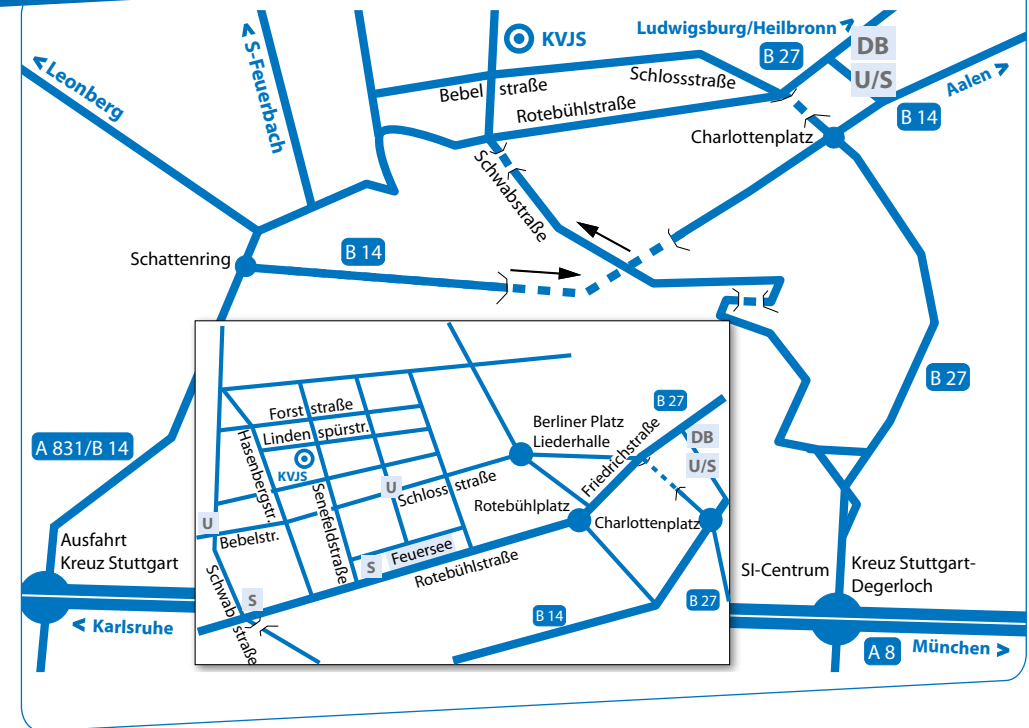 Ludwigsburg/Heilbronn >
KVJS
DB
U/S
B 27
< Leonberg
< S-Feuerbach
Schlossstraße
Bebel straße
Rotebühlstraße
Aalen >
B 14
Charlottenplatz
Schwabstraße
B 14
Schattenring
B 27
A 831/B 14
Ausfahrt
Kreuz Stuttgart
< Karlsruhe
SI-Centrum
Kreuz Stuttgart-
Degerloch
A 8
München >
B 27
Forst straße
Linden spürstr.
Berliner Platz
Liederhalle
Friedrichstraße
DB
U/S
Hasenbergstr.
KVJS
Senefeldstraße
U
Schloss straße
Rotebühlplatz
Charlottenplatz
U
Bebelstr.
Feuersee
S
Rotebühlstraße
Schwab straße
S
B 14
B 27